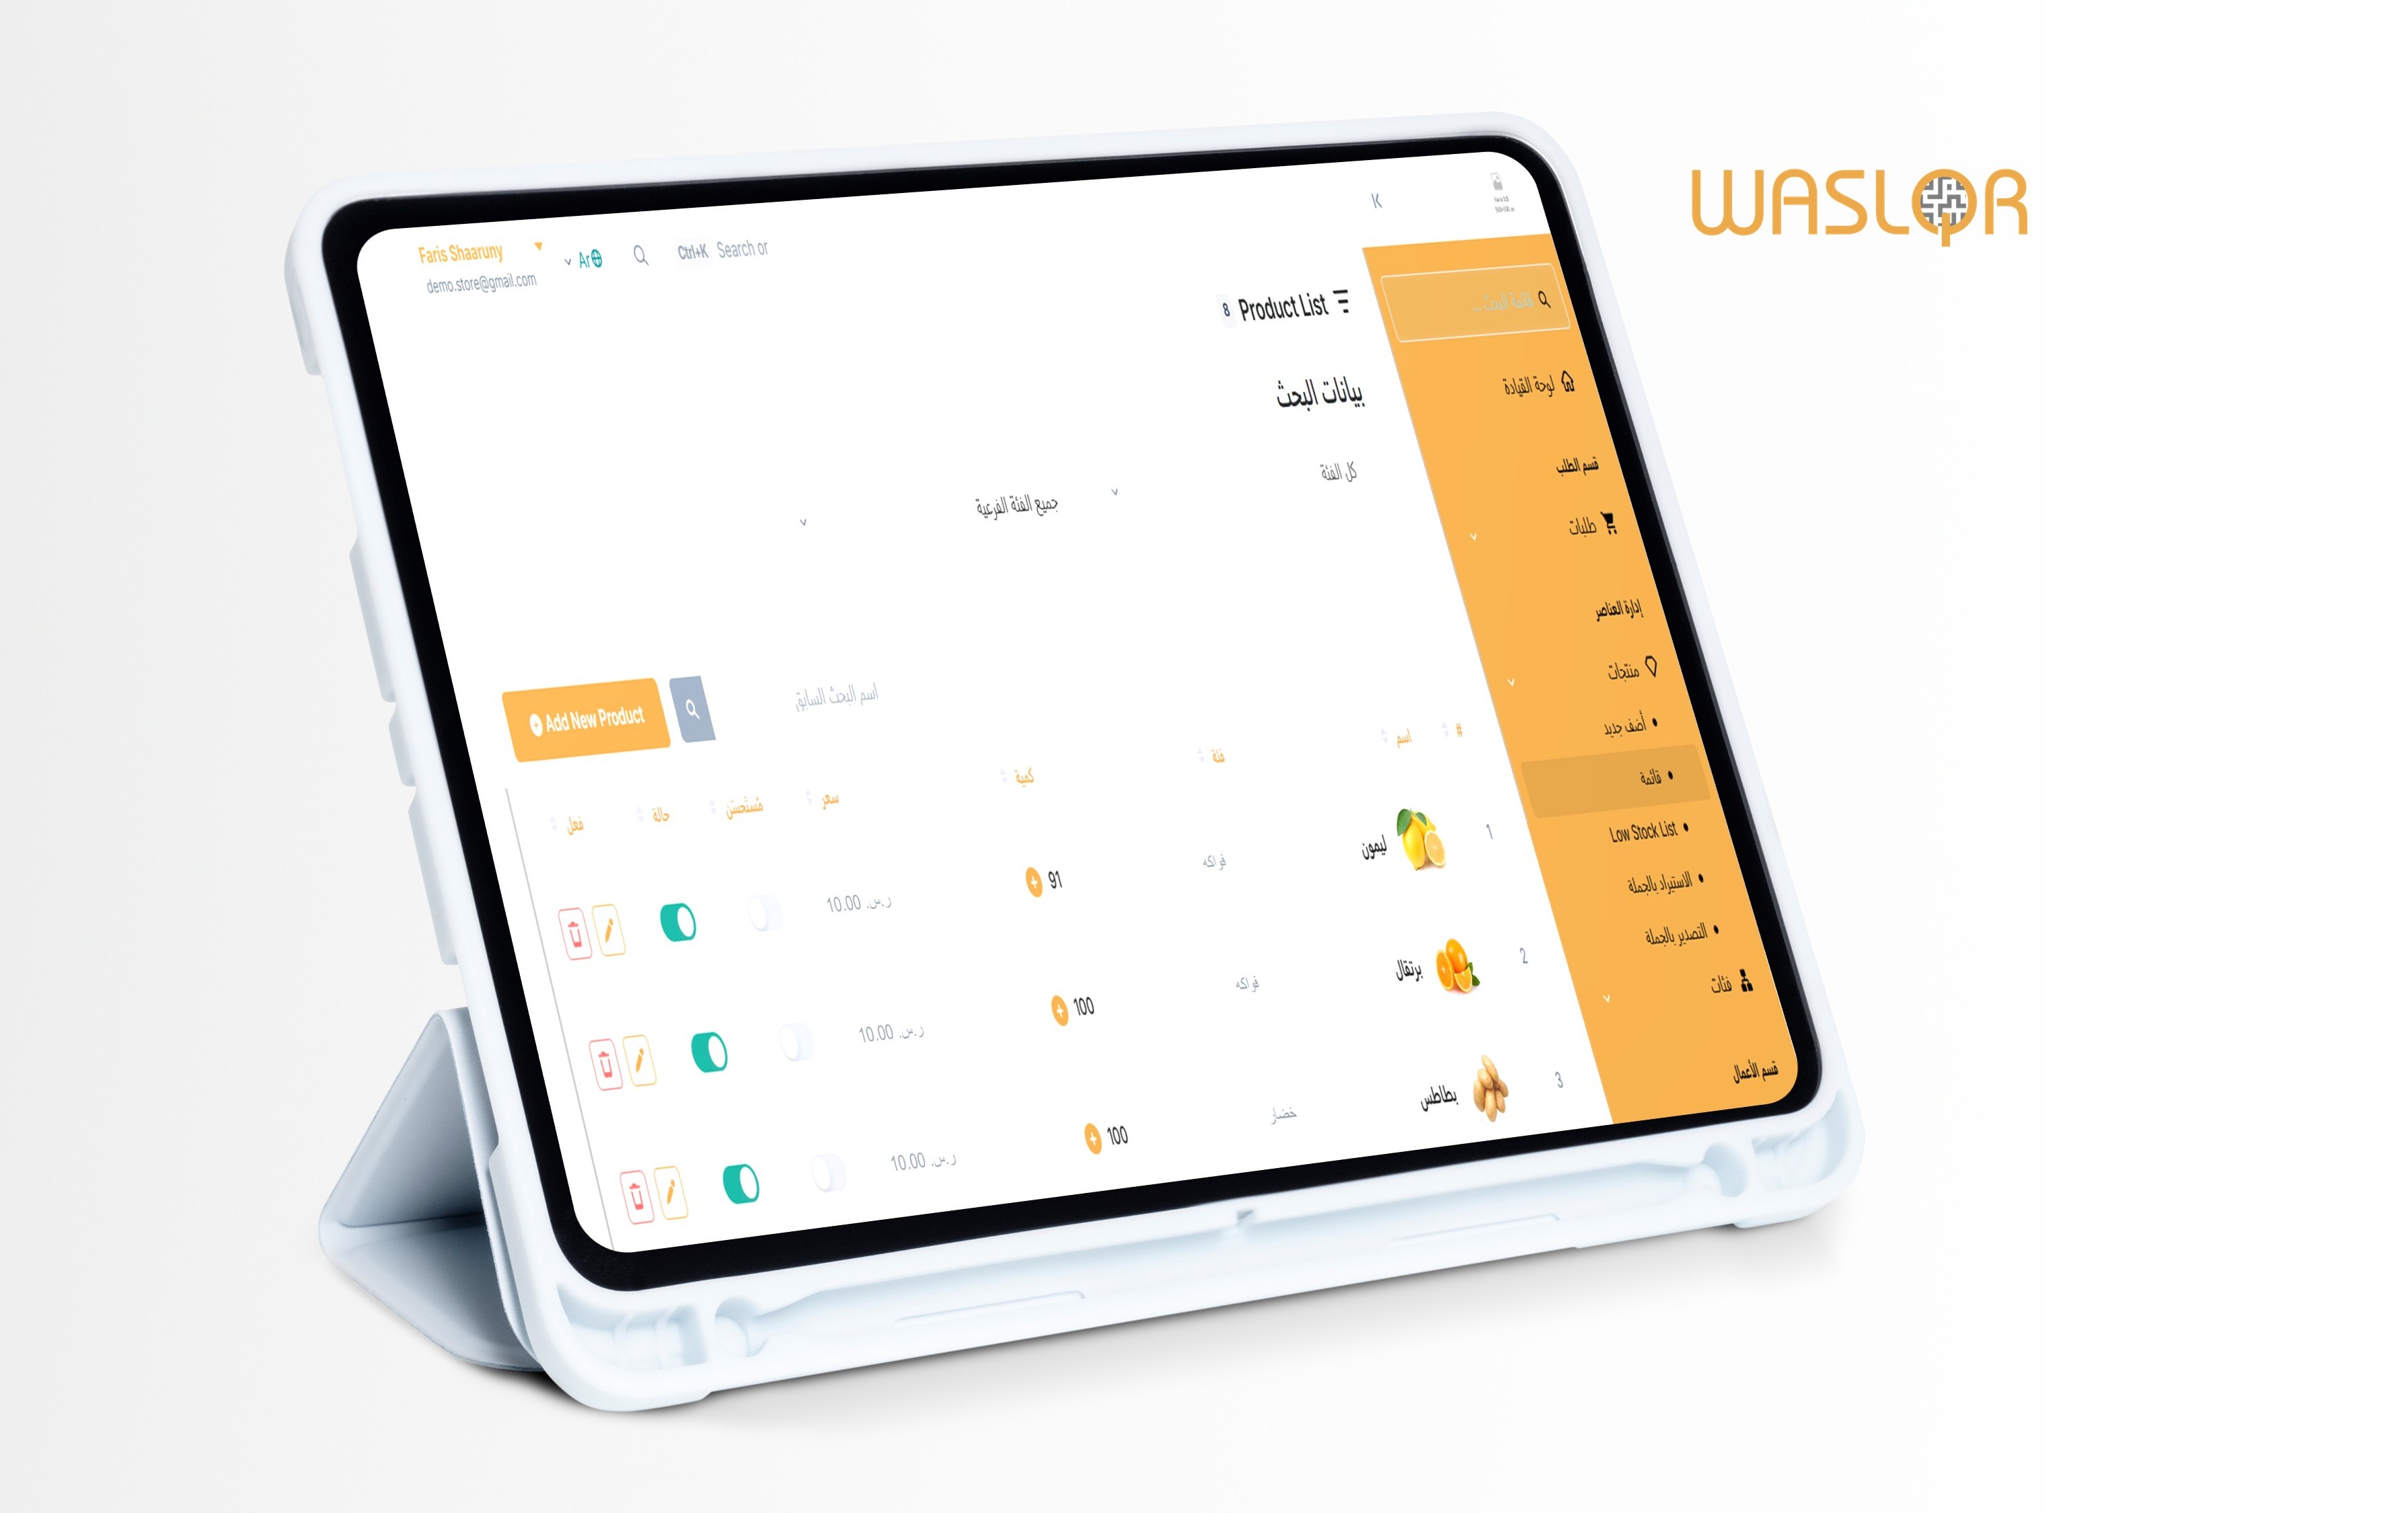 WASLQR
Faris Shaaruny
demo.store@gmail.com
Ar
Ctrl+K Search or
Product List 8
بيانات البحث
كل الفئة
جميع الفئة الفرعية
اسم البحث السابق
Add New Product
# اسم فئة كمية سعر مُستَحسَن حالة فعل
1 ليمون فواكه 91 ر.س. 10.00
2 برتقال فواكه 100 ر.س. 10.00
3 بطاطس خضار 100 ر.س. 10.00
قائمة البحث ...
لوحة القيادة
قسم الطلب
طلبات
إدارة العناصر
منتجات
أضف جديد
قائمة
Low Stock List
الاستيراد بالجملة
التصدير بالجملة
فئات
قسم الأعمال